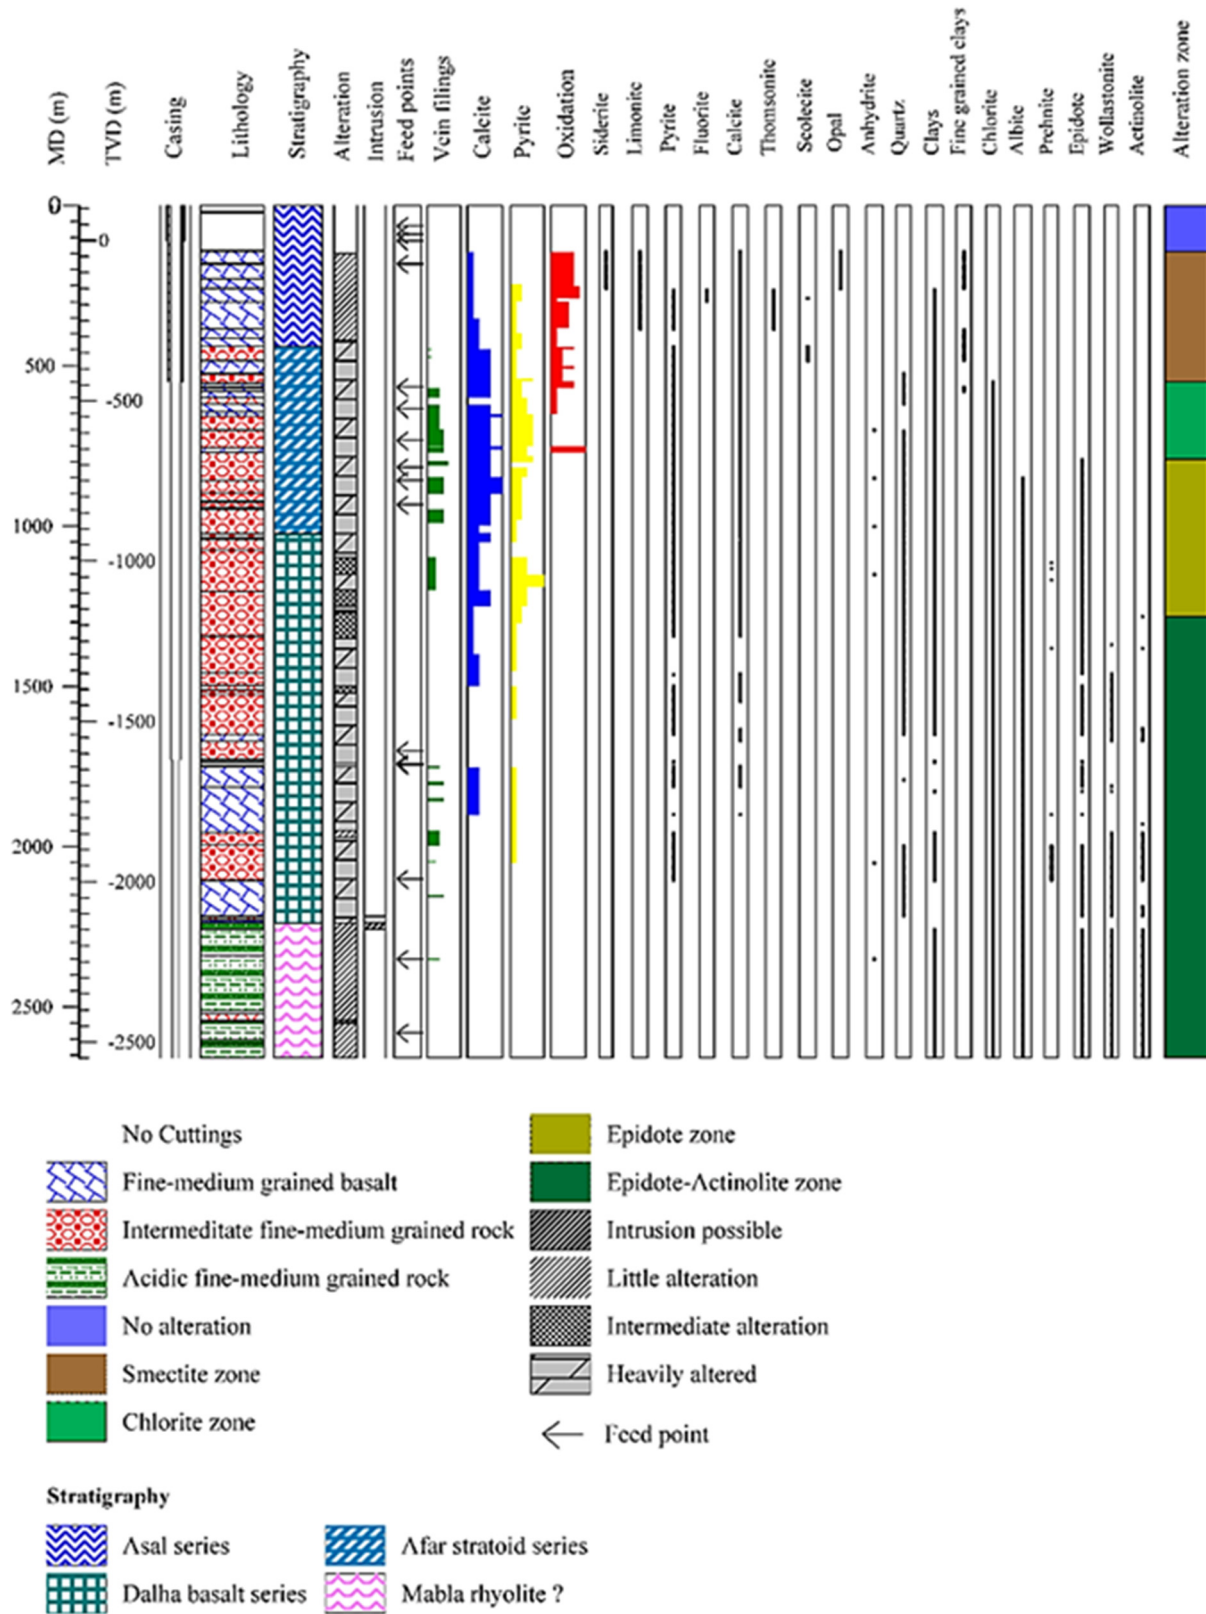 MD (m)
TVD (m)
Casing
Lithology
Stratigraphy
Alteration
Intrusion
Feed points
Vein filings
Calcite
Pyrite
Oxidation
Siderite
Limonite
Pyrite
Fluorite
Calcite
Thomsonite
Scolecite
Opal
Anhydrite
Quartz
Clays
Finc grained clays
Chlorite
Albite
Prehnite
Epidote
Wollastonite
Actinolite
Alteration zone
0
0
500
-500
1000
-1000
1500
-1500
2000
-2000
2500
-2500
No Cuttings
Epidote zone
Fine-medium grained basalt
Epidote-Actinolite zone
Intermeditate fine-medium grained rock
Intrusion possible
Acidic fine-medium grained rock
Little alteration
No alteration
Intermediate alteration
Smectite zone
Heavily altered
Chlorite zone
Feed point
Stratigraphy
Asal series
Afar stratoid series
Dalha basalt series
Mabla rhyolite ?